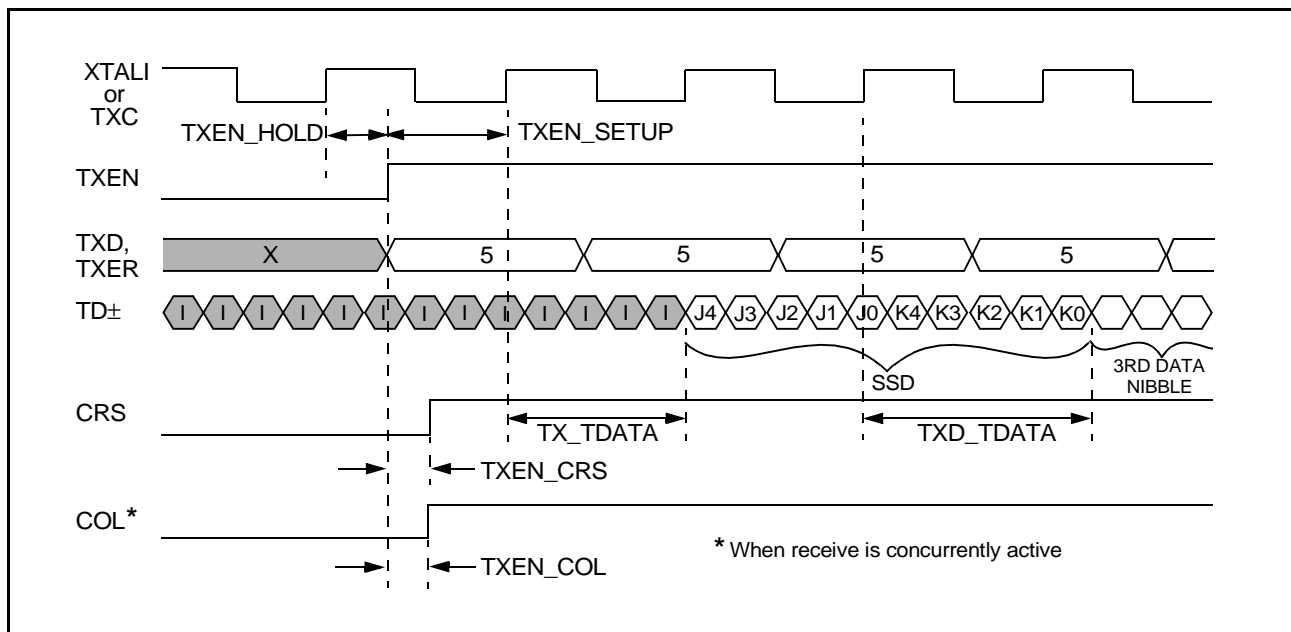 XTALI
or
TXC
TXEN_HOLD
TXEN_SETUP
TXEN
TXD,
TXER
X 5 5 5 5
TD±
I I I I I I I I I I I I I J4 J3 J2 J1 J0 K4 K3 K2 K1 K0
SSD
3RD DATA
NIBBLE
CRS
TX_TDATA
TXD_TDATA
TXEN_CRS
COL*
* When receive is concurrently active
TXEN_COL